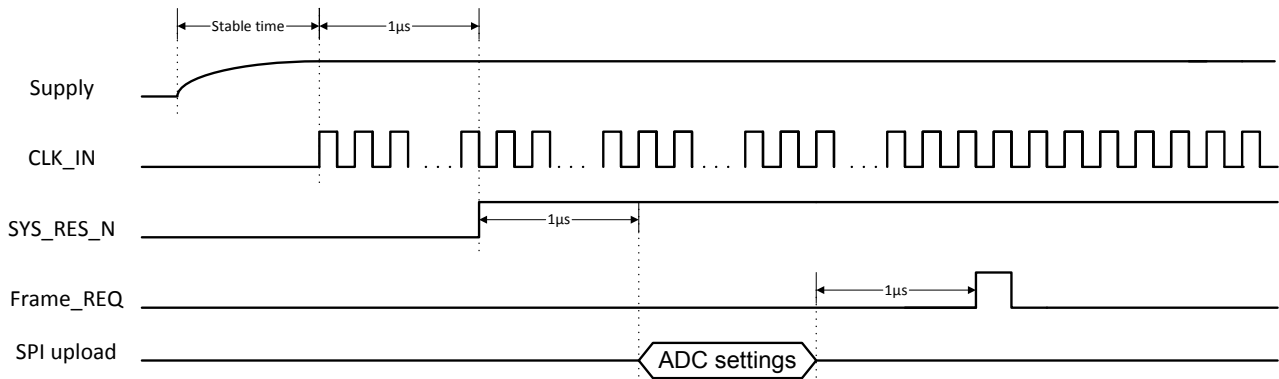 Stable time 1µs
Supply
CLK_IN
. . . . . . . . . . . . . . . .
SYS_RES_N 1µs
Frame_REQ 1µs
SPI upload ADC settings